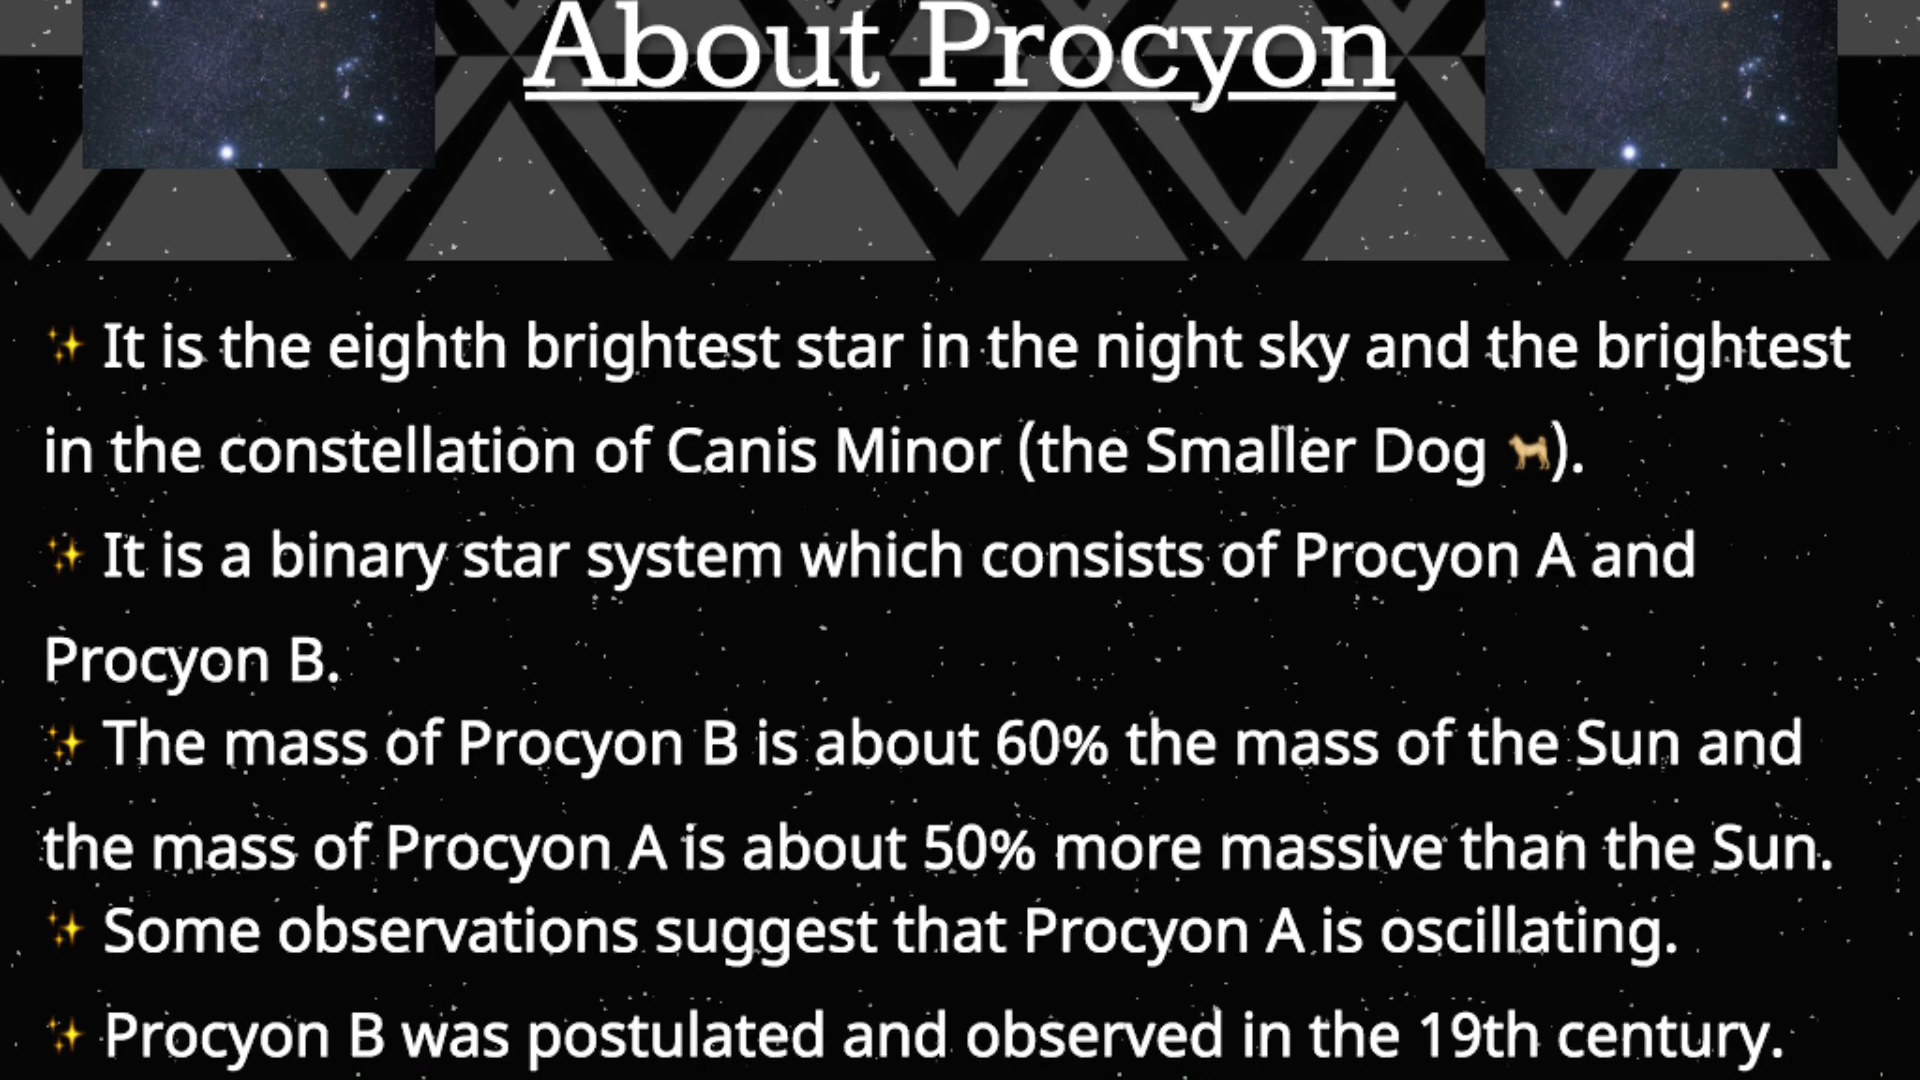 About Procyon
✨ It is the eighth brightest star in the night sky and the brightest
in the constellation of Canis Minor (the Smaller Dog 🐕).
✨ It is a binary star system which consists of Procyon A and
Procyon B.
✨ The mass of Procyon B is about 60% the mass of the Sun and
the mass of Procyon A is about 50% more massive than the Sun.
✨ Some observations suggest that Procyon A is oscillating.
✨ Procyon B was postulated and observed in the 19th century.